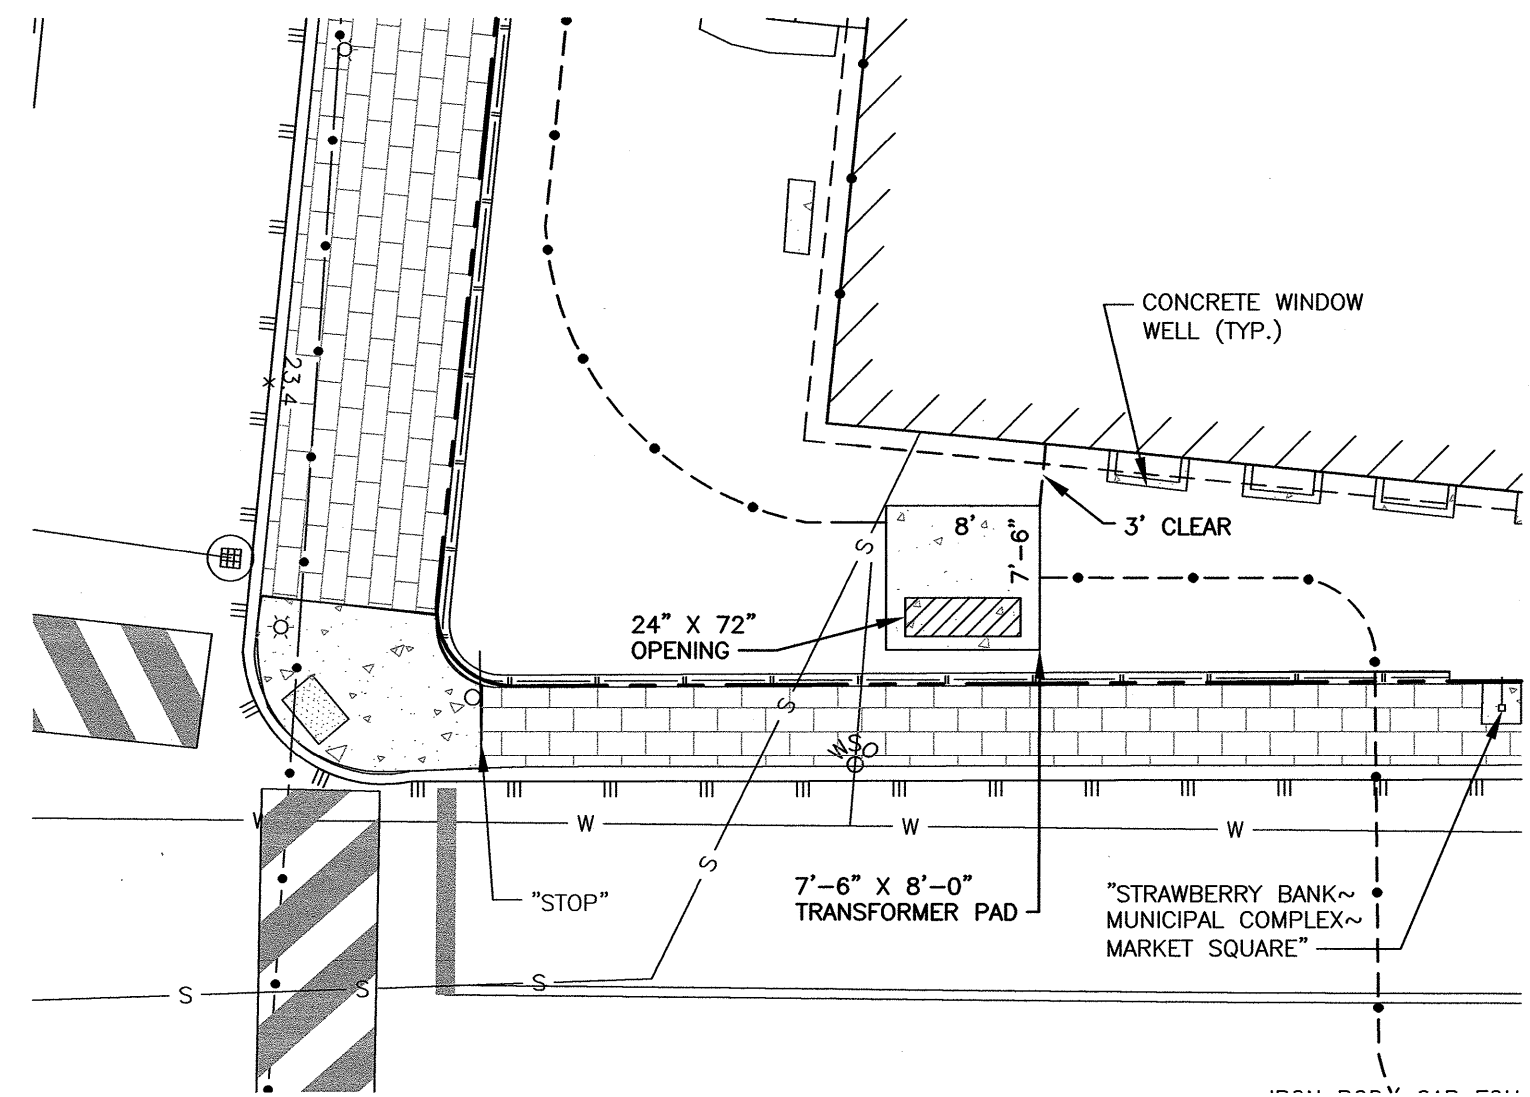 CONCRETE WINDOW
WELL (TYP.)
23.4
x
8'
7'-6"
3' CLEAR
S
24" X 72"
OPENING
S
WSO
W
W
W
W
S
"STOP"
7'-6" X 8'-0"
TRANSFORMER PAD
"STRAWBERRY BANK~
MUNICIPAL COMPLEX~
MARKET SQUARE"
S
S
S